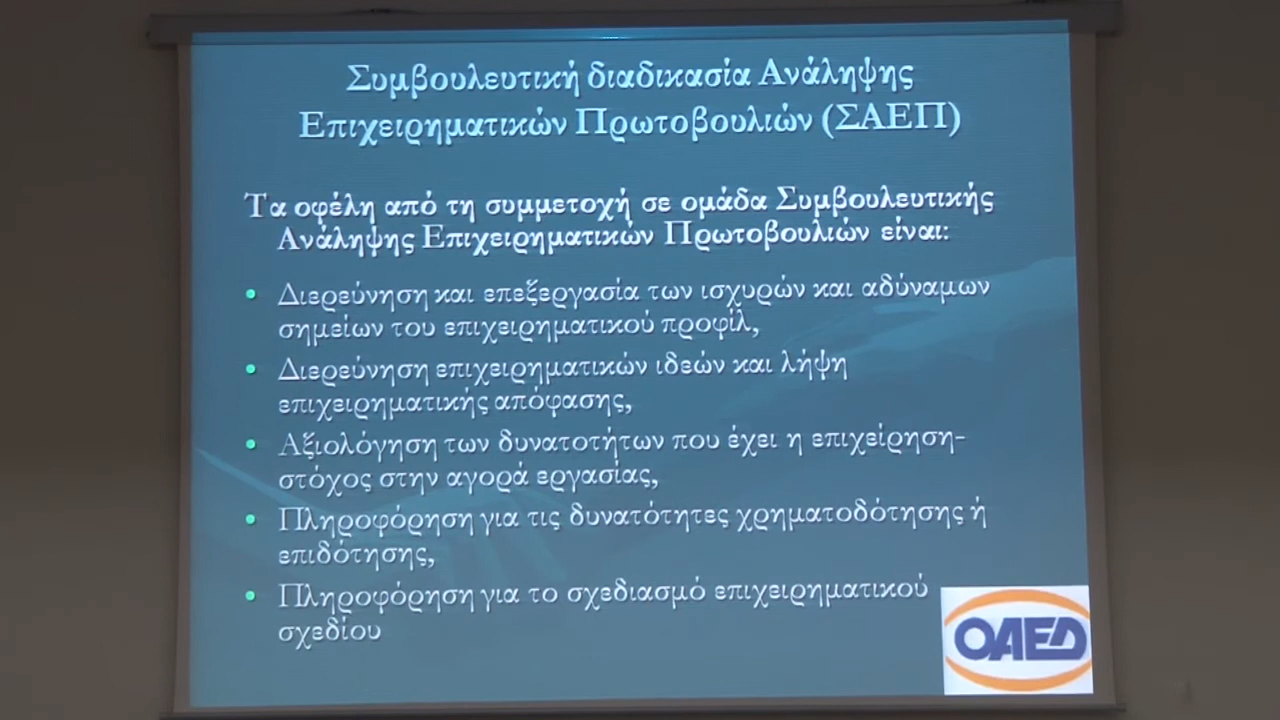 Συμβουλευτική διαδικασία Ανάληψης
Επιχειρηματικών Πρωτοβουλιών (ΣΑΕΠ)
Τα οφέλη από τη συμμετοχή σε ομάδα Συμβουλευτικής
Ανάληψης Επιχειρηματικών Πρωτοβουλιών είναι:
• Διερεύνηση και επεξεργασία των ισχυρών και αδύναμων
σημείων του επιχειρηματικού προφίλ,
• Διερεύνηση επιχειρηματικών ιδεών και λήψη
επιχειρηματικής απόφασης,
• Αξιολόγηση των δυνατοτήτων που έχει η επιχείρηση-
στόχος στην αγορά εργασίας,
• Πληροφόρηση για τις δυνατότητες χρηματοδότησης ή
επιδότησης,
• Πληροφόρηση για το σχεδιασμό επιχειρηματικού
σχεδίου
ΟΑΕΔ